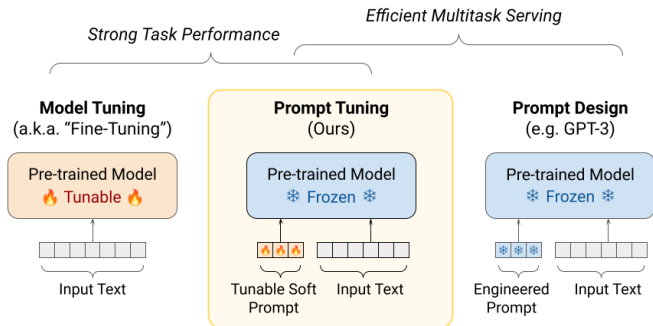 Efficient Multitask Serving
Strong Task Performance
Model Tuning
(a.k.a. “Fine-Tuning”)
Pre-trained Model
Tunable
Input Text
Prompt Tuning
(Ours)
Pre-trained Model
Frozen
Tunable Soft
Prompt
Input Text
Prompt Design
(e.g. GPT-3)
Pre-trained Model
Frozen
Engineered
Prompt
Input Text